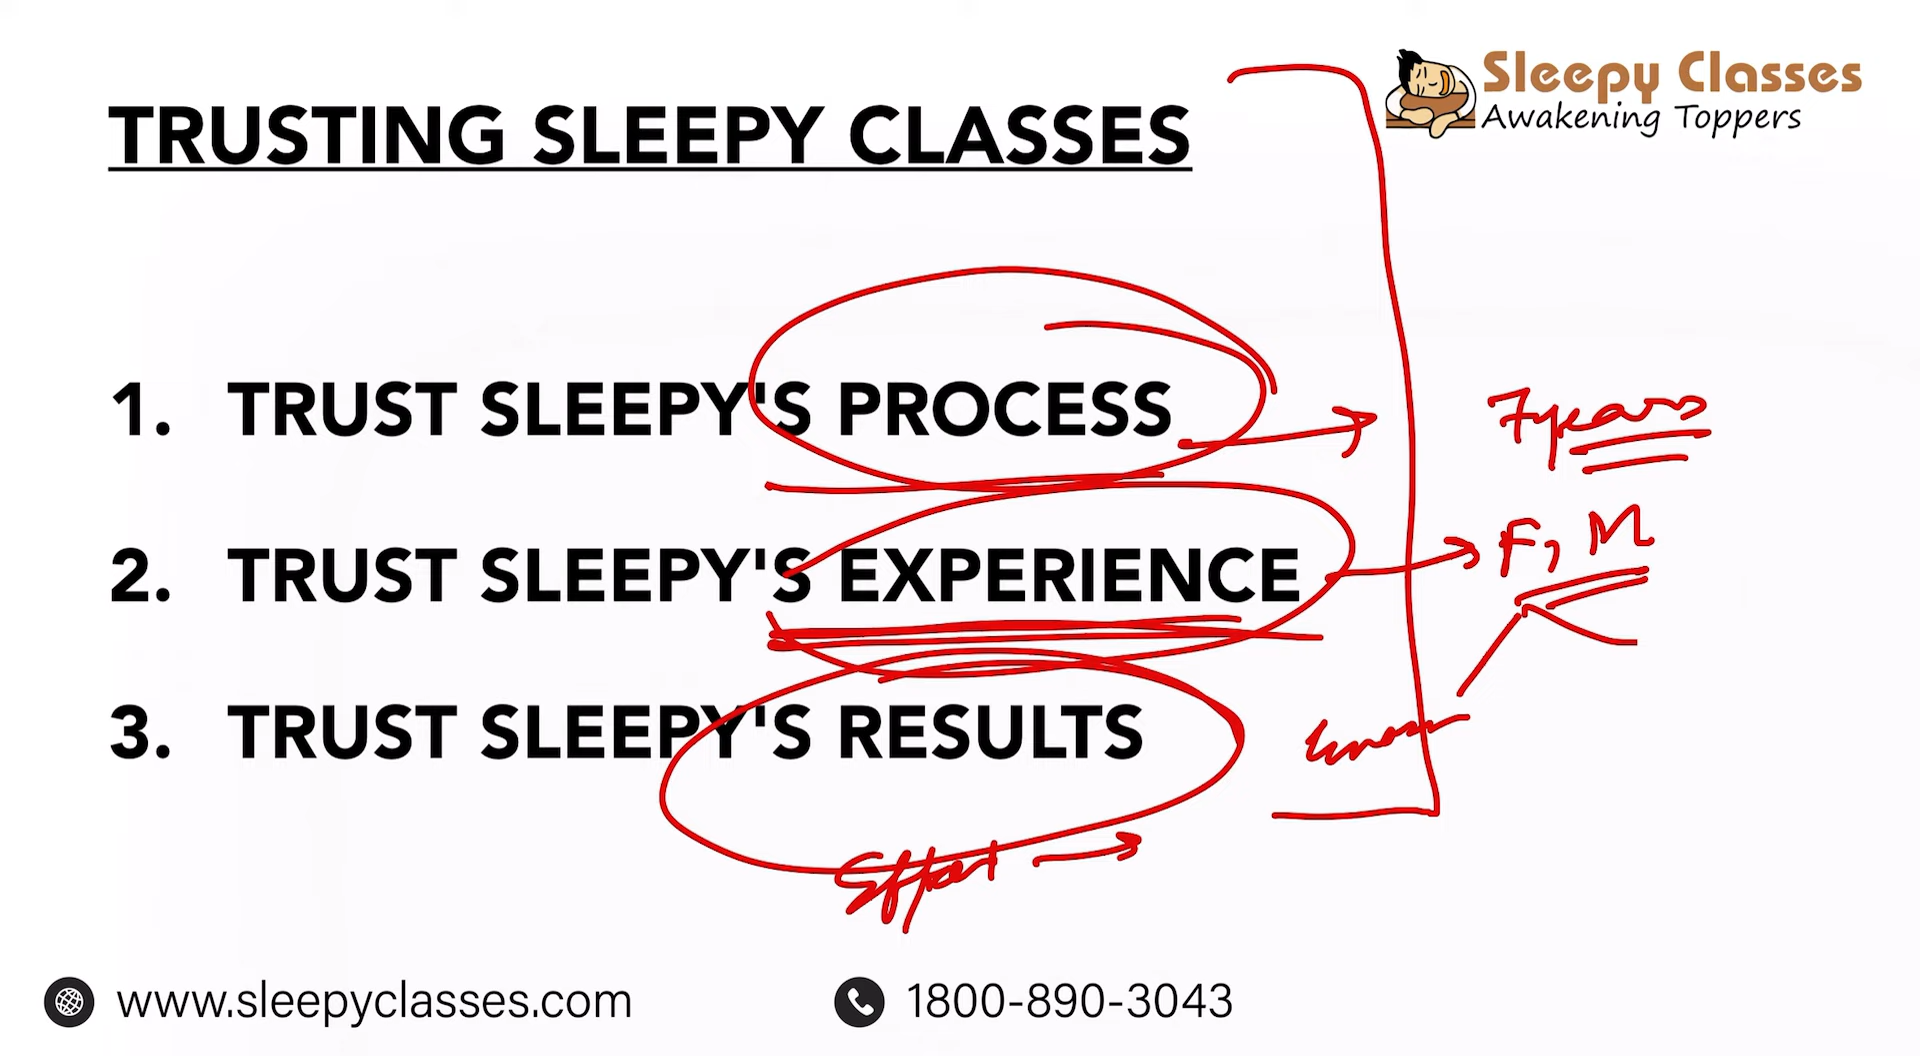 Sleepy Classes
Awakening Toppers
TRUSTING SLEEPY CLASSES
1. TRUST SLEEPY'S PROCESS
7 years
2. TRUST SLEEPY'S EXPERIENCE
F, M
3. TRUST SLEEPY'S RESULTS
Effort
www.sleepyclasses.com
1800-890-3043